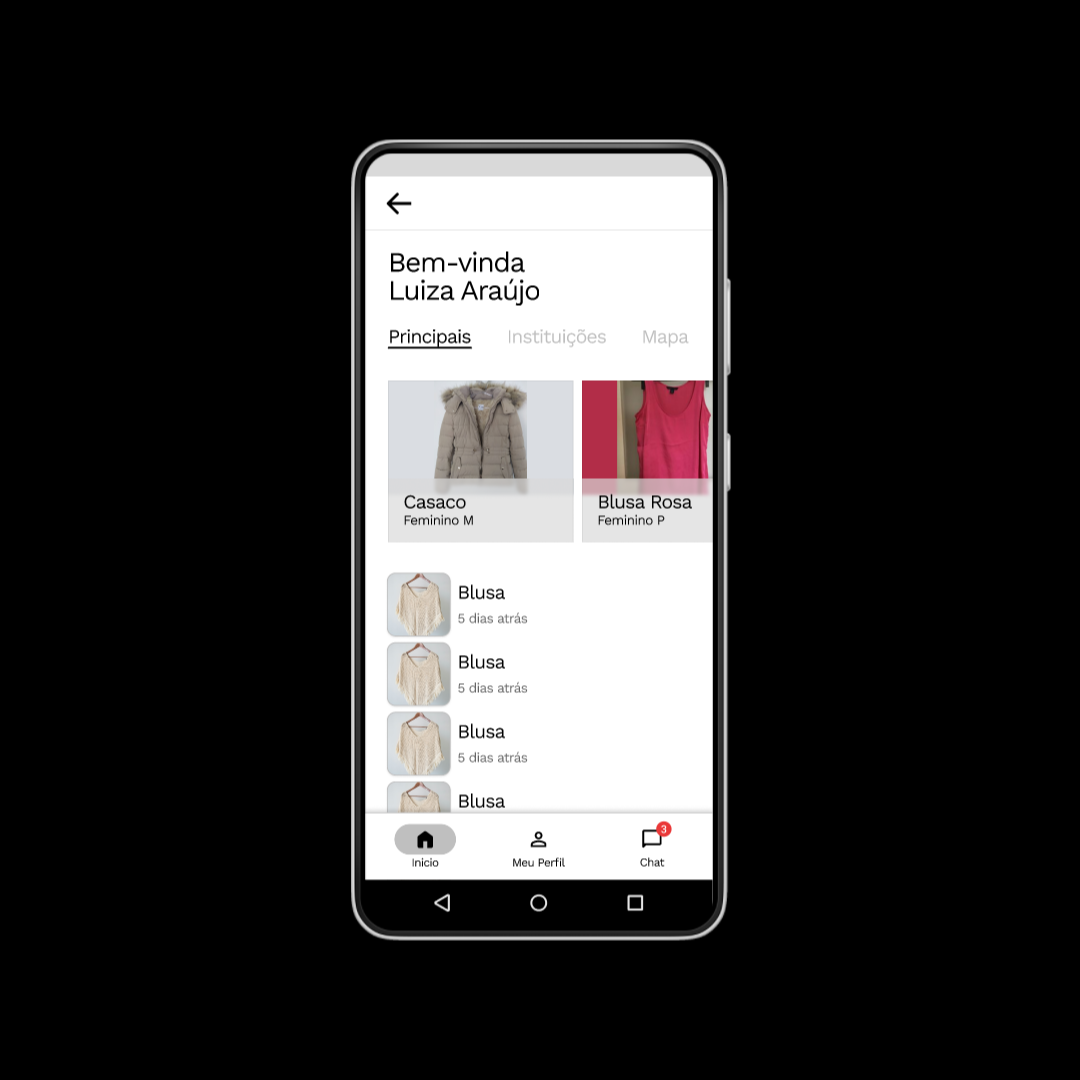 Bem-vinda
Luiza Araújo
Principais Instituições Mapa
Casaco
Feminino M
Blusa Rosa
Feminino P
Blusa
5 dias atrás
Blusa
5 dias atrás
Blusa
5 dias atrás
Blusa
3
Inicio Meu Perfil Chat